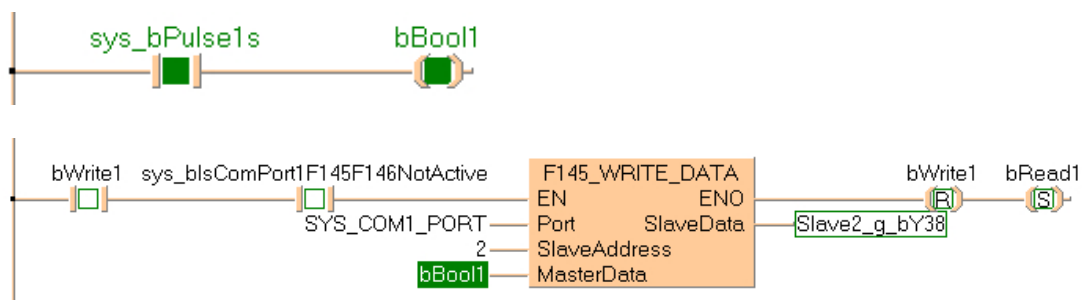 sys_bPulse1s bBool1
bWrite1 sys_bIsComPort1F145F146NotActive F145_WRITE_DATA bWrite1 bRead1
EN ENO (R) (S)
SYS_COM1_PORT Port SlaveData Slave2_g_bY38
2 SlaveAddress
bBool1 MasterData